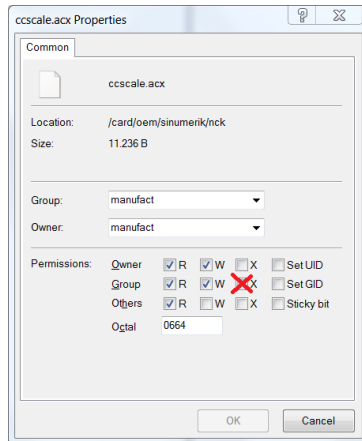 ccscale.acx Properties
Common
ccscale.acx
Location: /card/oem/sinumerik/nck
Size: 11.236 B
Group: manufact
Owner: manufact
Permissions: Owner R W X Set UID
Group R W X Set GID
Others R W X Sticky bit
Octal 0664
OK Cancel